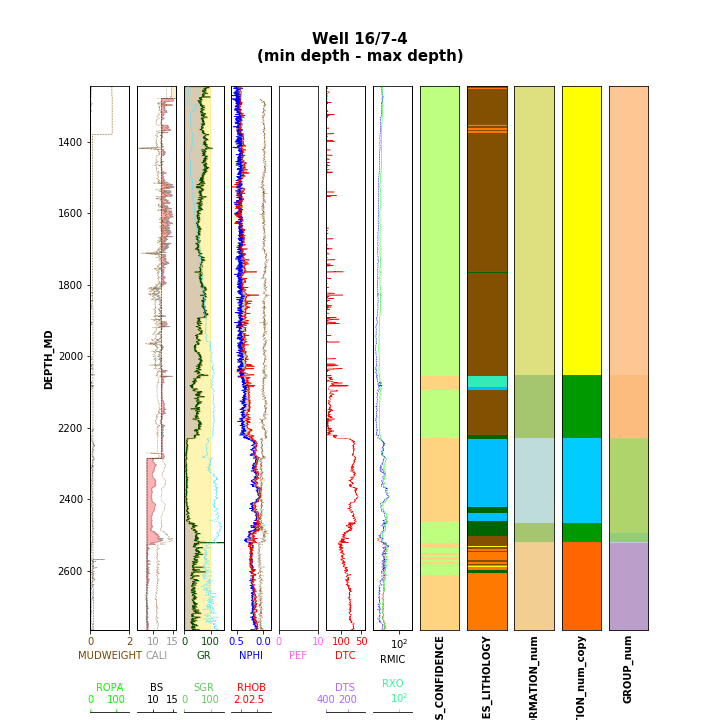 Well 16/7-4
(min depth - max depth)
DEPTH_MD
1400
1600
1800
2000
2200
2400
2600
0 2
MUDWEIGHT
ROPA
0 100
10 15
CALI
BS
10 15
0 100
GR
SGR
0 100
0.5 0.0
NPHI
RHOB
2.02.5
0 10
PEF
100 50
DTC
DTS
400 200
10²
RMIC
RXO
10²
S_CONFIDENCE
ES_LITHOLOGY
RMATION_num
TION_num_copy
GROUP_num